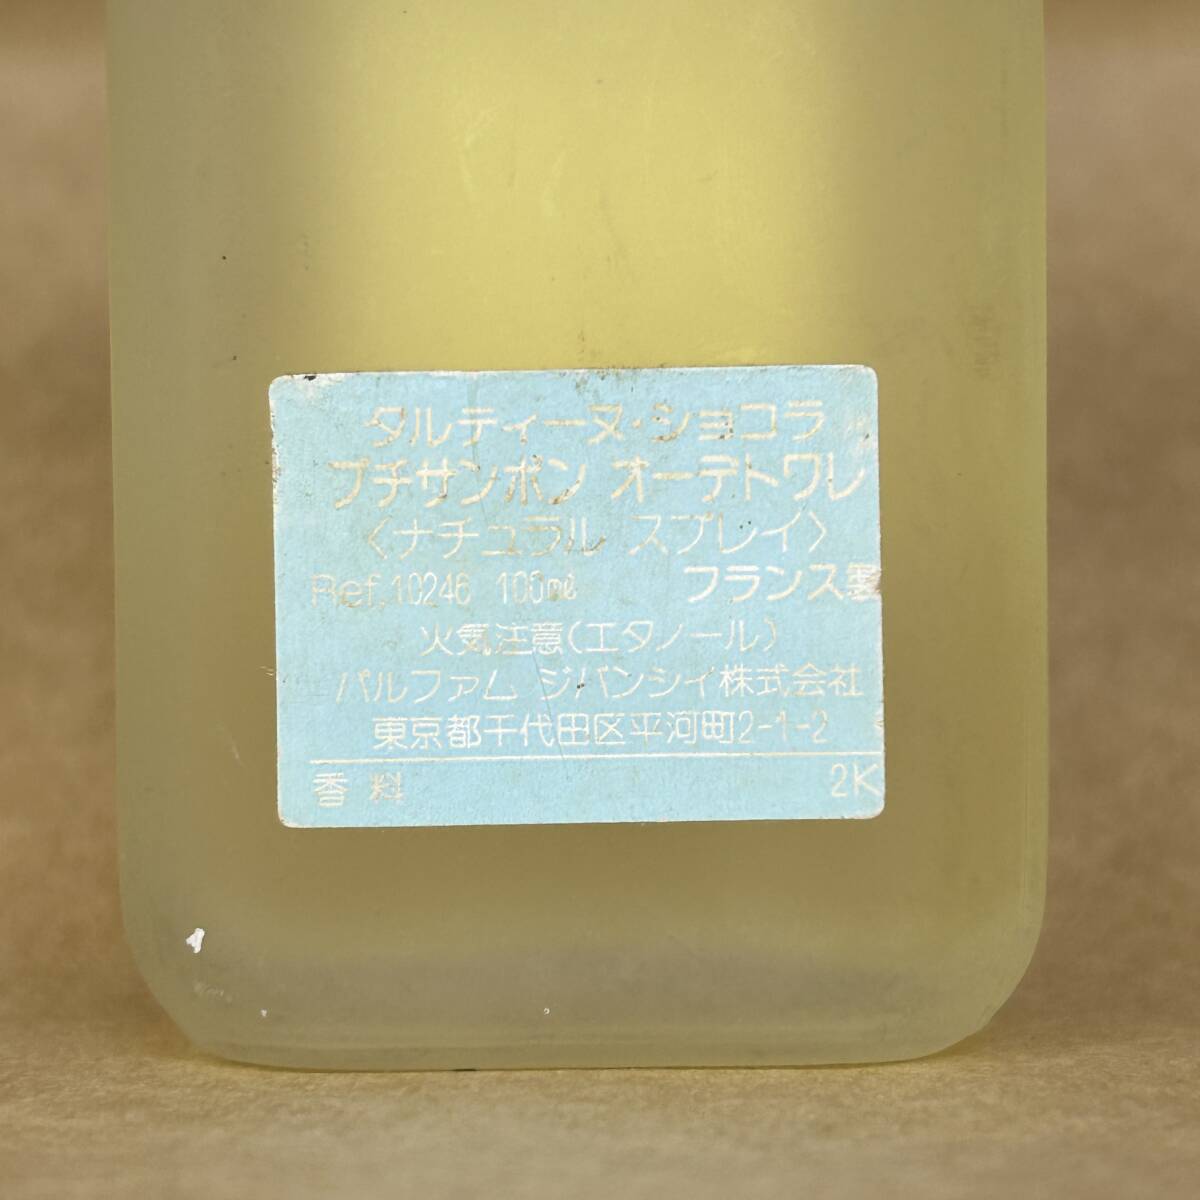 タルティーヌ・ショコラ
プチサンボン オーデトワレ
〈ナチュラル スプレイ〉
Ref.10246 100ml フランス製
火気注意(エタノール)
パルファム ジバンシイ株式会社
東京都千代田区平河町2-1-2
香料 2K